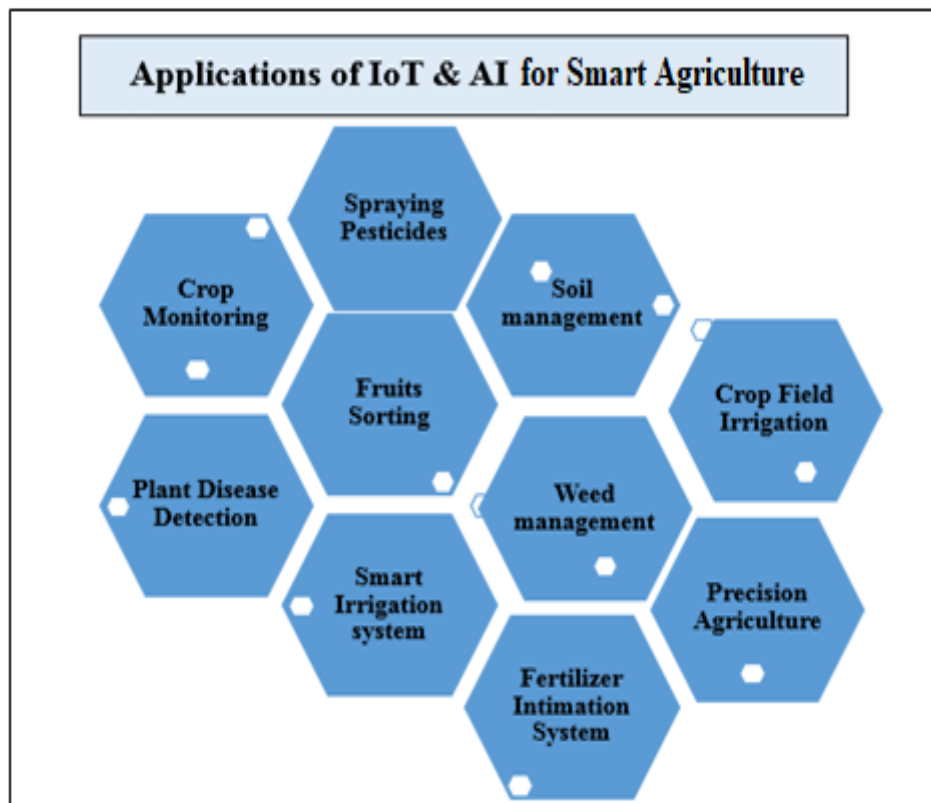 Applications of IoT & AI for Smart Agriculture
Spraying
Pesticides
Crop
Monitoring
Soil
management
Fruits
Sorting
Crop Field
Irrigation
Plant Disease
Detection
Weed
management
Smart
Irrigation
system
Precision
Agriculture
Fertilizer
Intimation
System